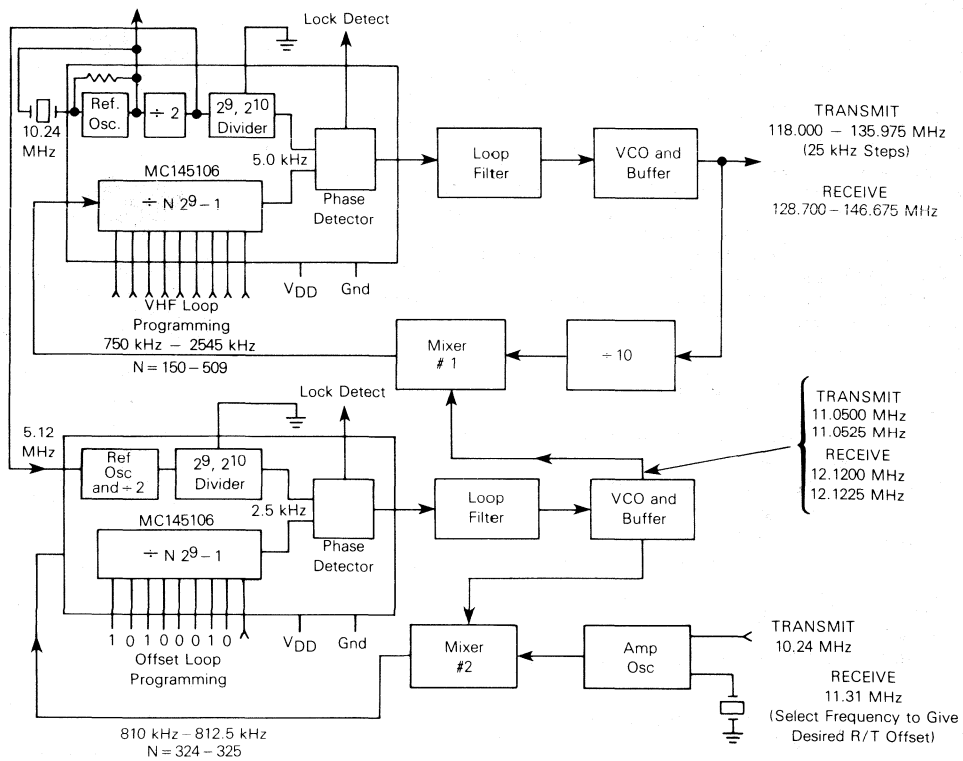 Lock Detect
10.24
MHz
Ref.
Osc.
÷ 2
2⁹, 2¹⁰
Divider
5.0 kHz
MC145106
÷ N 2⁹ – 1
Phase
Detector
Loop
Filter
VCO and
Buffer
TRANSMIT
118.000 – 135.975 MHz
(25 kHz Steps)
RECEIVE
128.700 – 146.675 MHz
VDD
Gnd
VHF Loop
Programming
750 kHz – 2545 kHz
N = 150 – 509
Mixer
# 1
÷ 10
Lock Detect
5.12
MHz
Ref
Osc
and ÷ 2
2⁹, 2¹⁰
Divider
2.5 kHz
MC145106
÷ N 2⁹ – 1
Phase
Detector
Loop
Filter
VCO and
Buffer
TRANSMIT
11.0500 MHz
11.0525 MHz
RECEIVE
12.1200 MHz
12.1225 MHz
1 0 1 0 0 0 1 0
VDD
Gnd
Offset Loop
Programming
Mixer
#2
Amp
Osc
TRANSMIT
10.24 MHz
RECEIVE
11.31 MHz
(Select Frequency to Give
Desired R/T Offset)
810 kHz – 812.5 kHz
N = 324 – 325